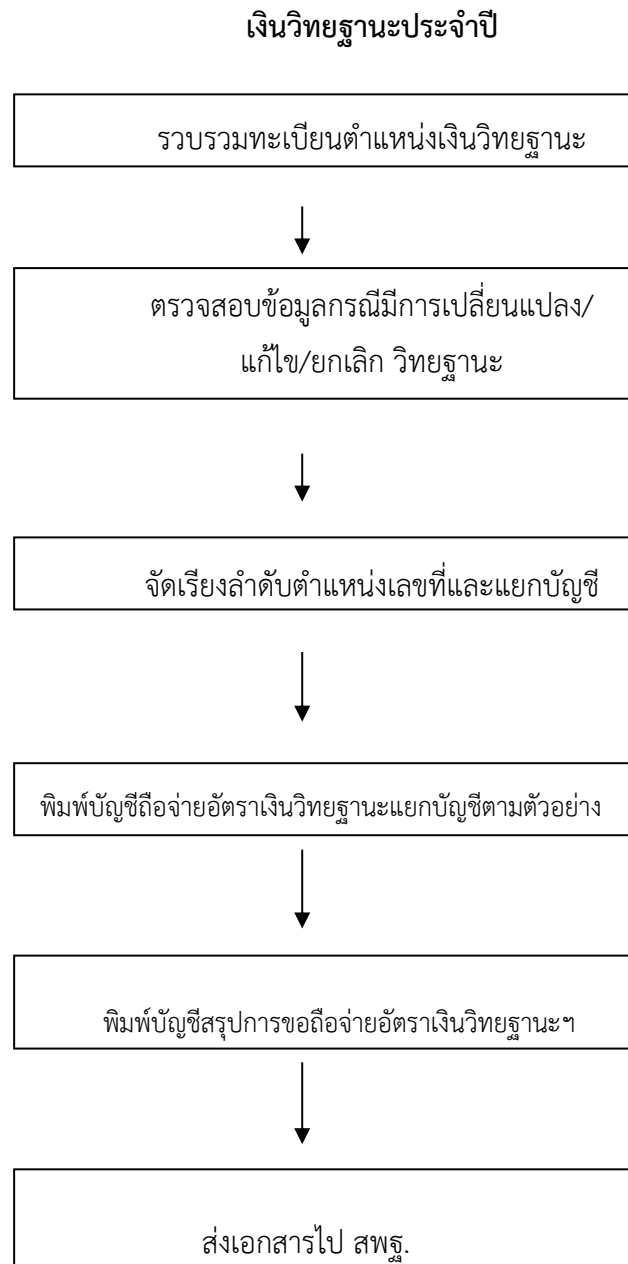 เงินวิทยฐานะประจำปี
รวบรวมทะเบียนตำแหน่งเงินวิทยฐานะ
ตรวจสอบข้อมูลกรณีมีการเปลี่ยนแปลง/
แก้ไข/ยกเลิก วิทยฐานะ
จัดเรียงลำดับตำแหน่งเลขที่และแยกบัญชี
พิมพ์บัญชีถือจ่ายอัตราเงินวิทยฐานะแยกบัญชีตามตัวอย่าง
พิมพ์บัญชีสรุปการขอถือจ่ายอัตราเงินวิทยฐานะฯ
ส่งเอกสารไป สพฐ.